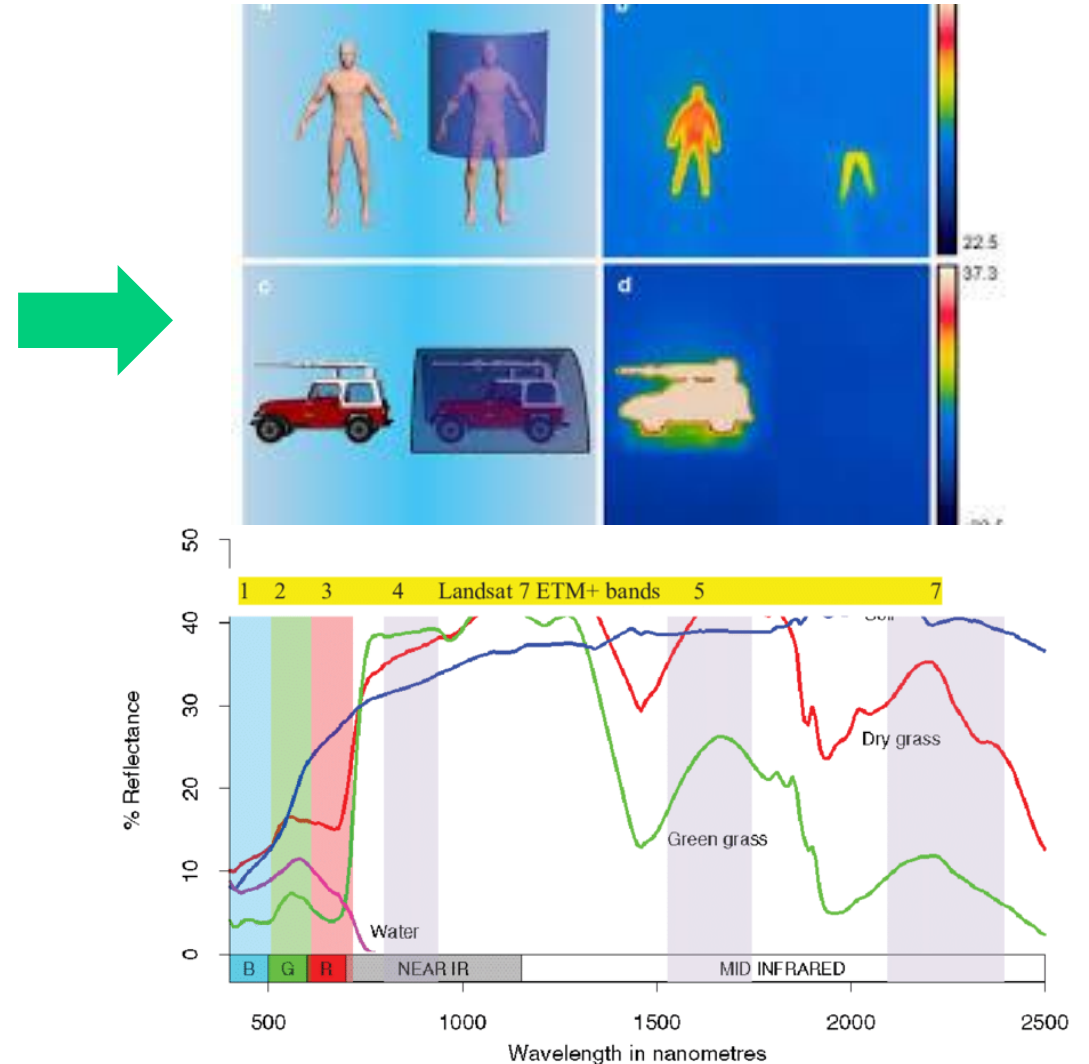 22.5
c
d
37.3
50
1 2 3 4 Landsat 7 ETM+ bands 5 7
40
30
Dry grass
20
% Reflectance
Green grass
10
Water
0
B G R NEAR IR MID INFRARED
500 1000 1500 2000 2500
Wavelength in nanometres